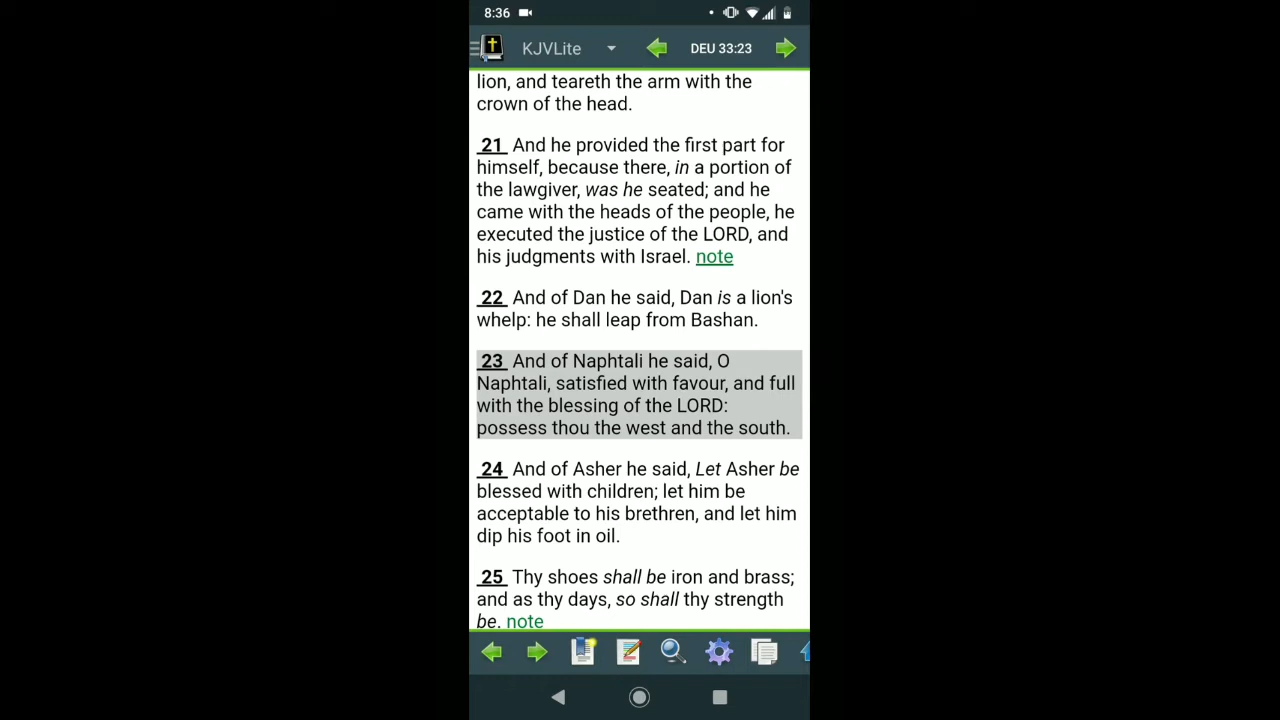 8:36
KJVLite
DEU 33:23
lion, and teareth the arm with the
crown of the head.
21 And he provided the first part for
himself, because there, in a portion of
the lawgiver, was he seated; and he
came with the heads of the people, he
executed the justice of the LORD, and
his judgments with Israel. note
22 And of Dan he said, Dan is a lion's
whelp: he shall leap from Bashan.
23 And of Naphtali he said, O
Naphtali, satisfied with favour, and full
with the blessing of the LORD:
possess thou the west and the south.
24 And of Asher he said, Let Asher be
blessed with children; let him be
acceptable to his brethren, and let him
dip his foot in oil.
25 Thy shoes shall be iron and brass;
and as thy days, so shall thy strength
be. note